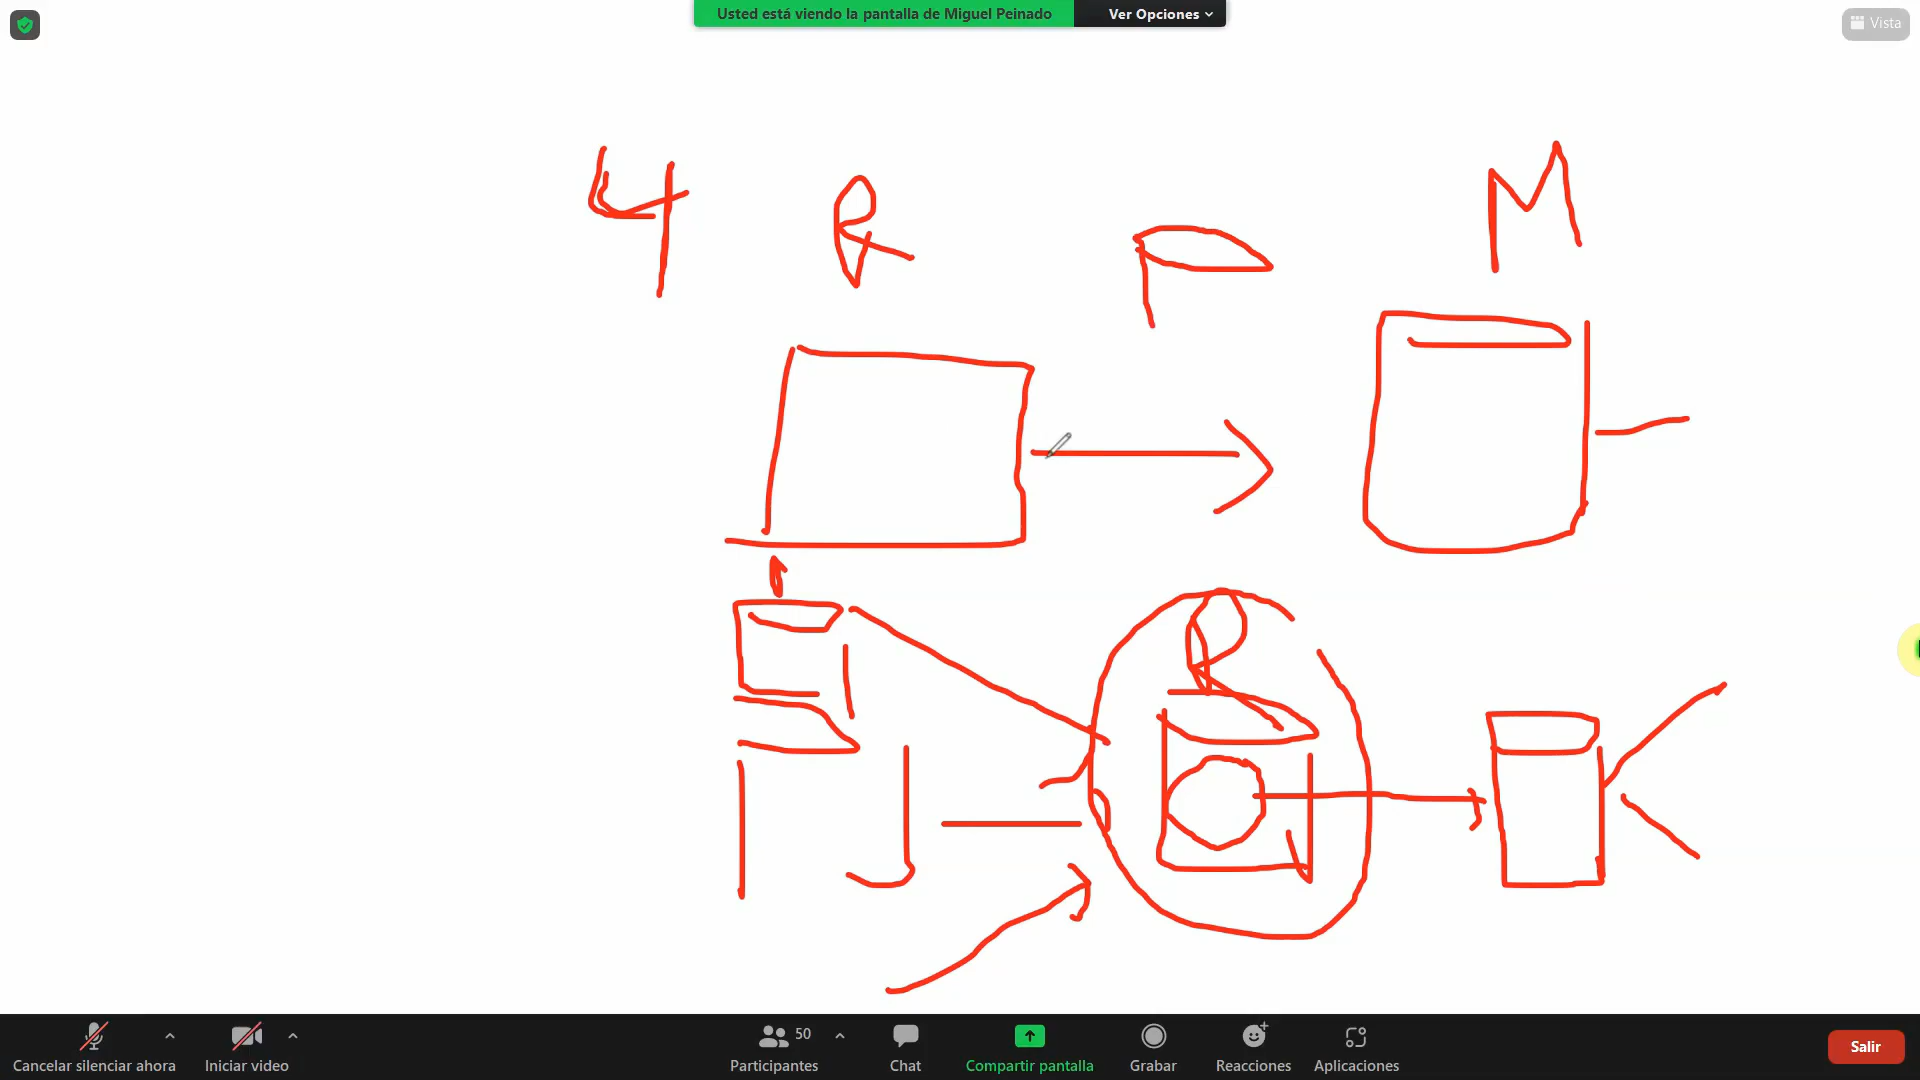 Usted está viendo la pantalla de Miguel Peinado
Ver Opciones
Vista
4 R P M
R
50
Cancelar silenciar ahora
Iniciar video
Participantes
Chat
Compartir pantalla
Grabar
Reacciones
Aplicaciones
Salir